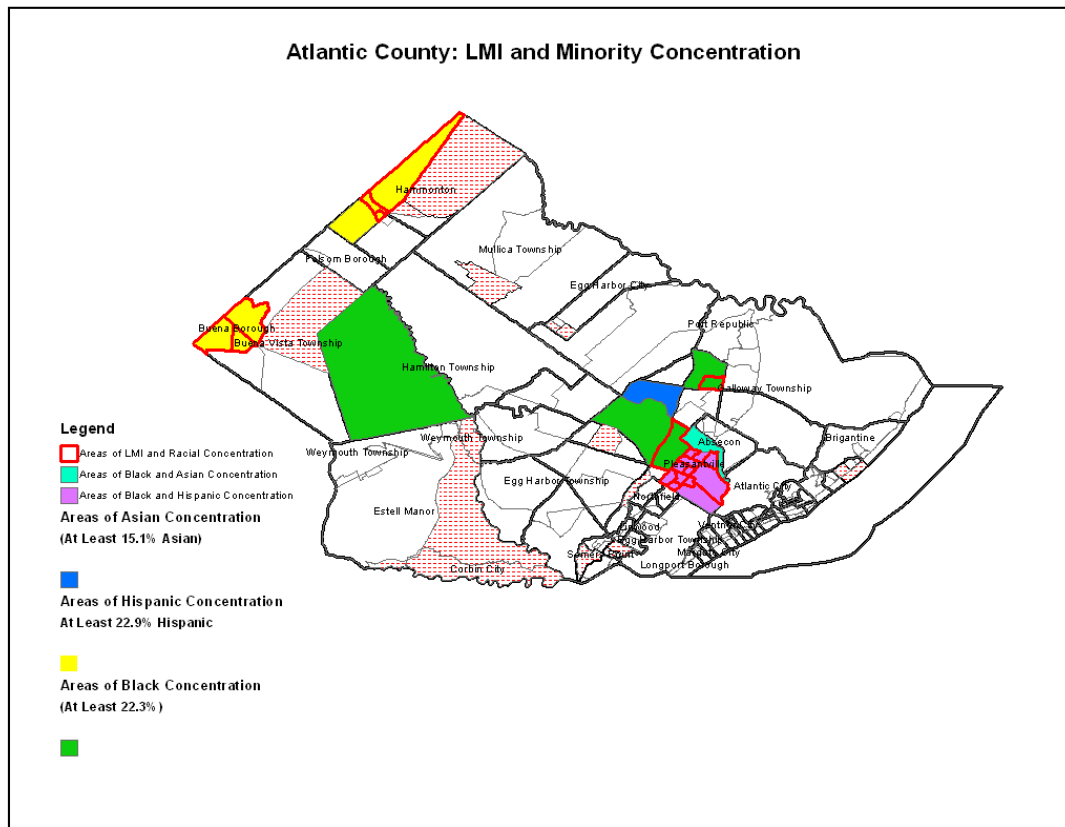 Atlantic County: LMI and Minority Concentration
Hammonton
Mullica Township
Folsom Borough
Egg Harbor City
Port Republic
Buena Borough
Buena Vista Township
Hamilton Township
Galloway Township
Legend
Areas of LMI and Racial Concentration
Areas of Black and Asian Concentration
Areas of Black and Hispanic Concentration
Areas of Asian Concentration
(At Least 15.1% Asian)
Areas of Hispanic Concentration
At Least 22.9% Hispanic
Areas of Black Concentration
(At Least 22.3%)
Weymouth Township
Weymouth Township
Absecon
Brigantine
Pleasantville
Egg Harbor Township
Atlantic City
Northfield
Estell Manor
Linwood
Egg Harbor Township
Somers Point
Longport Borough
Corbin City